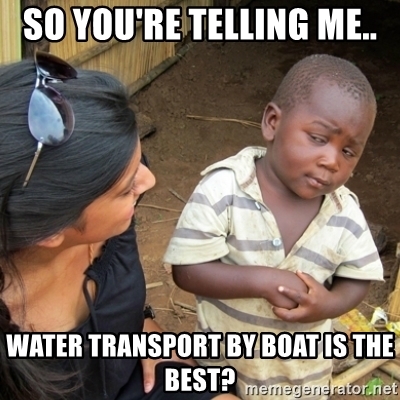 SO YOU'RE TELLING ME..
WATER TRANSPORT BY BOAT IS THE
BEST?
memegenerator.net